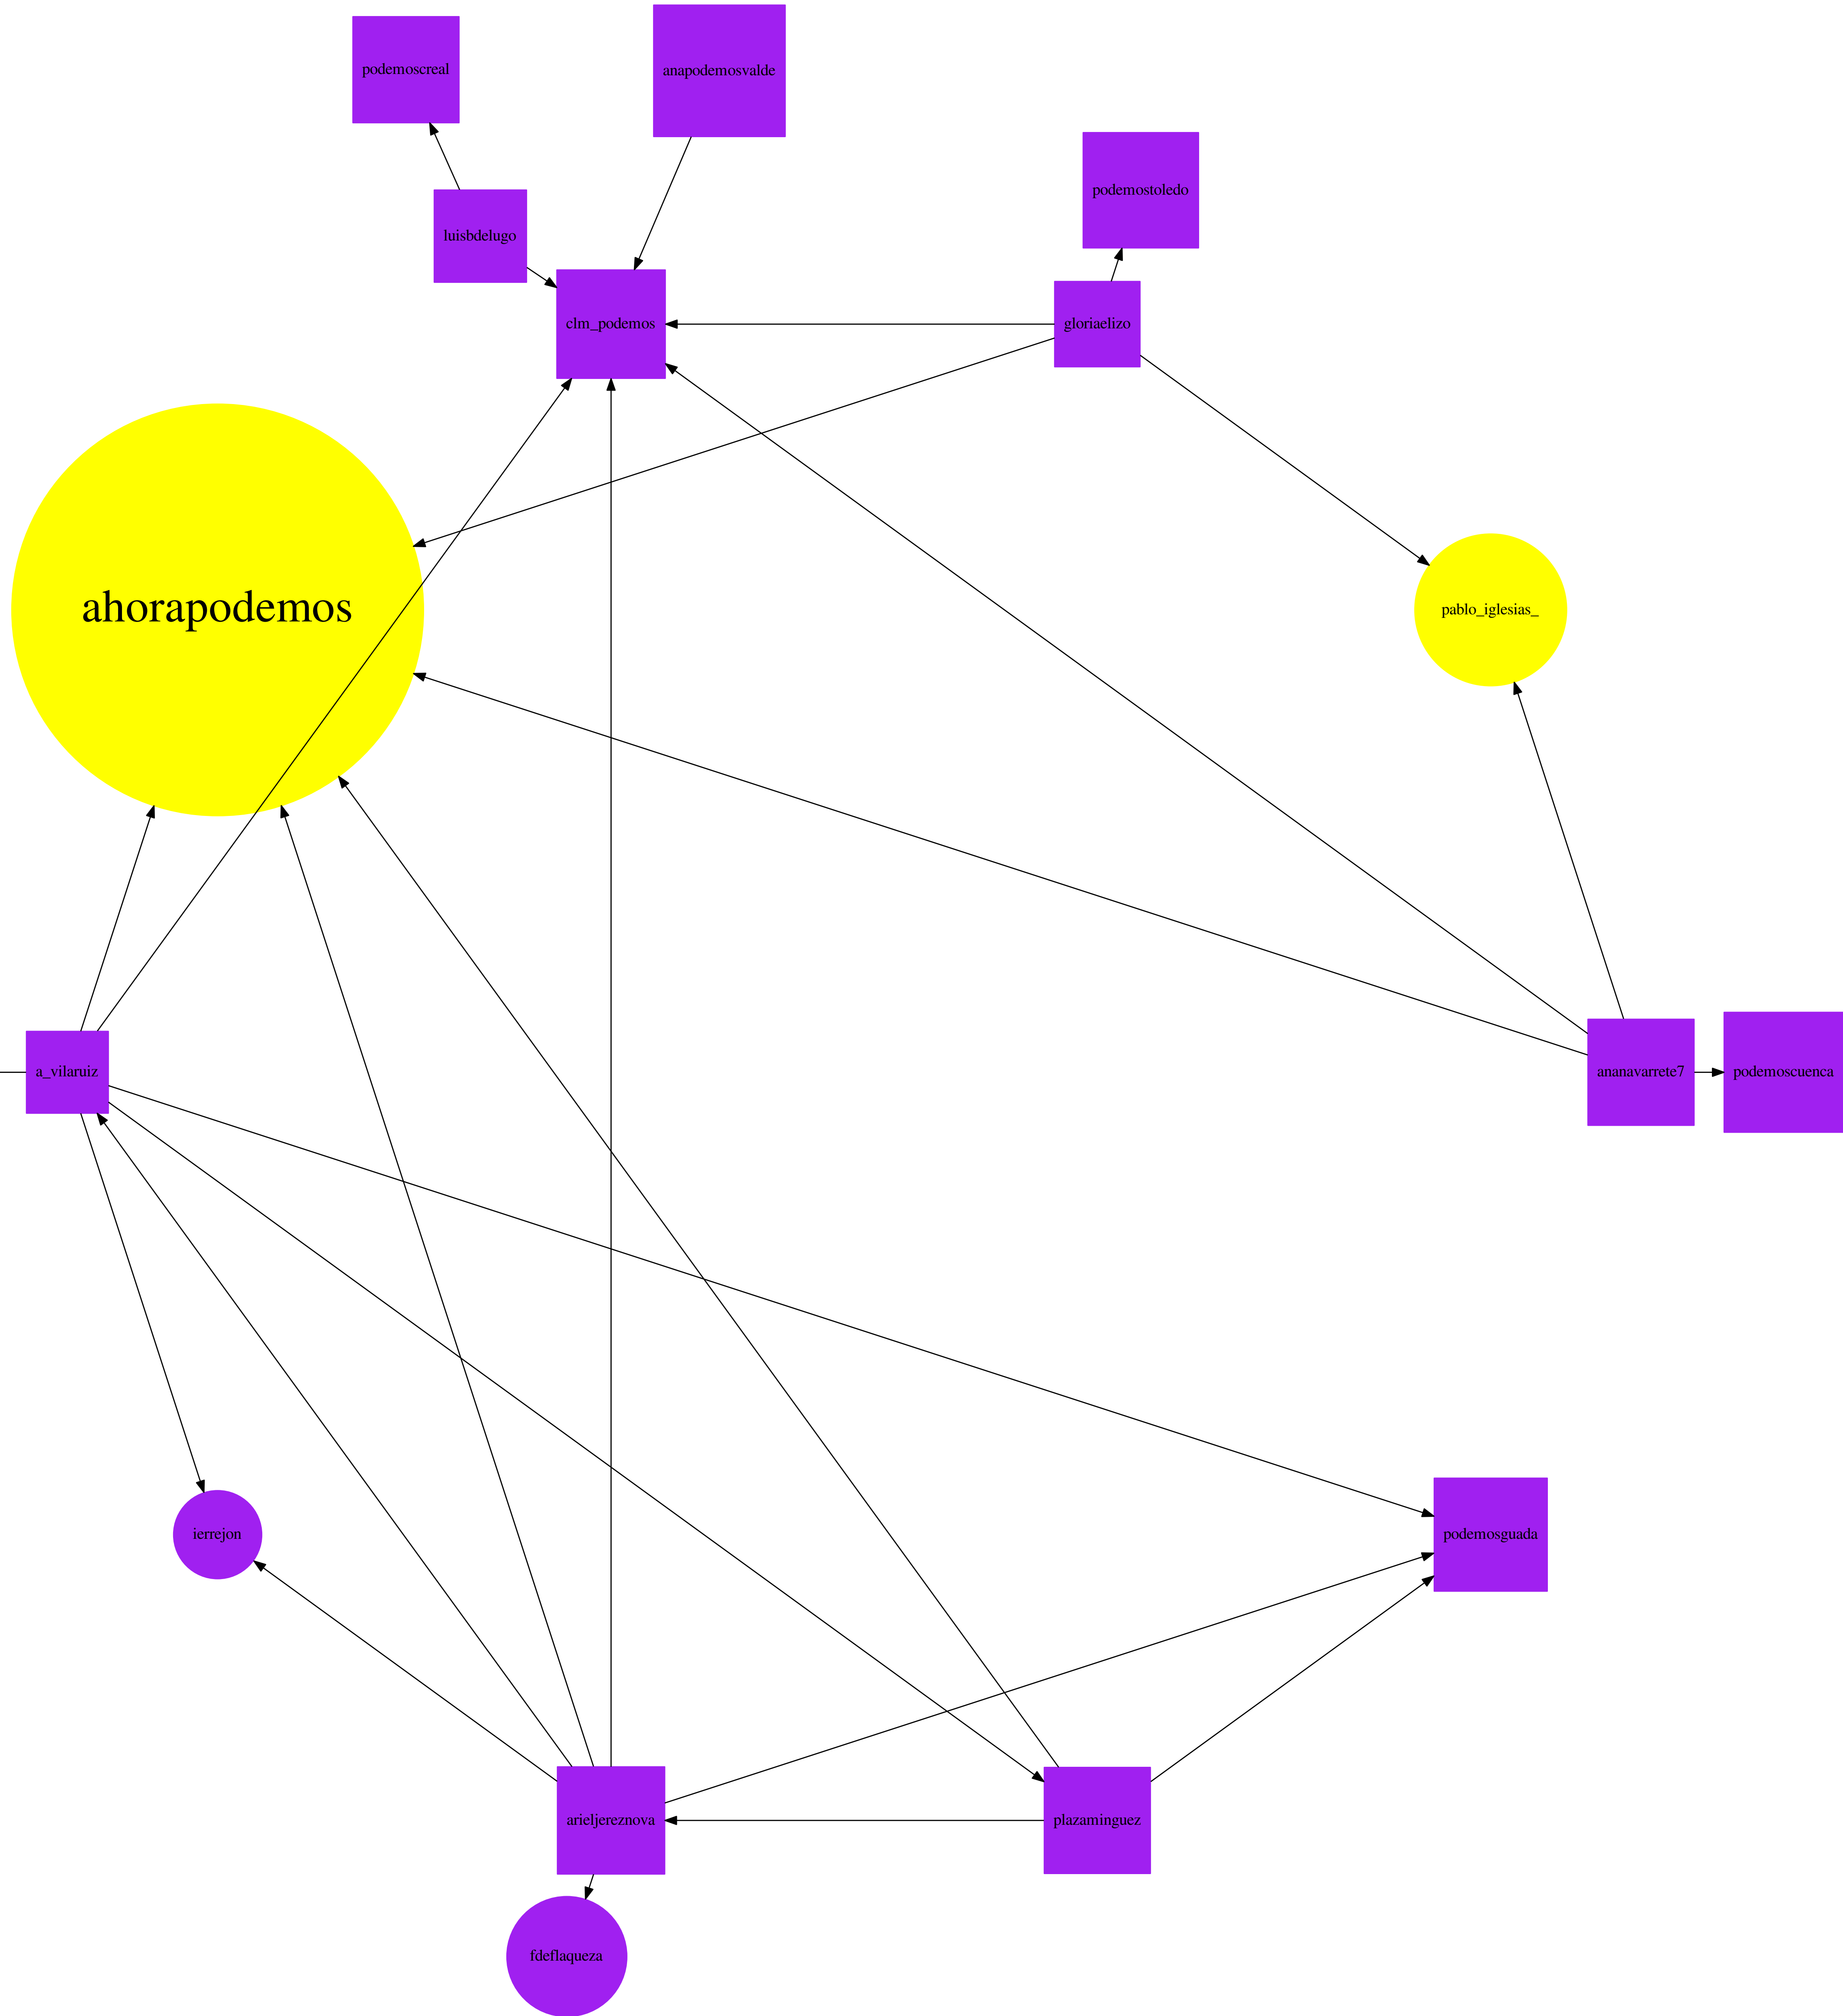 podemoscreal
anapodemosvalde
podemostoledo
luisbdelugo
clm_podemos
gloriaelizo
ahorapodemos
pablo_iglesias_
a_vilaruiz
ananavarrete7
podemoscuenca
ierrejon
podemosguada
arieljereznova
plazaminguez
fdeflaqueza